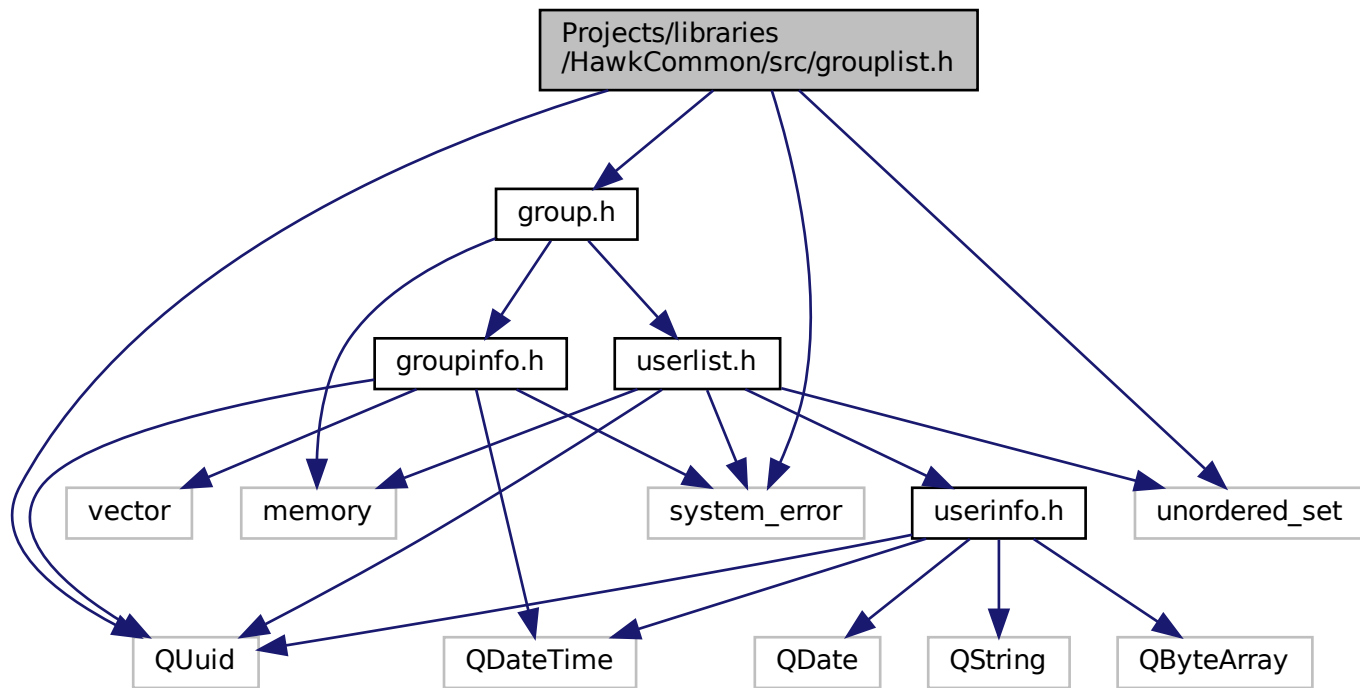 Projects/libraries
/HawkCommon/src/grouplist.h
group.h
groupinfo.h
userlist.h
vector
memory
system_error
userinfo.h
unordered_set
QUuid
QDateTime
QDate
QString
QByteArray